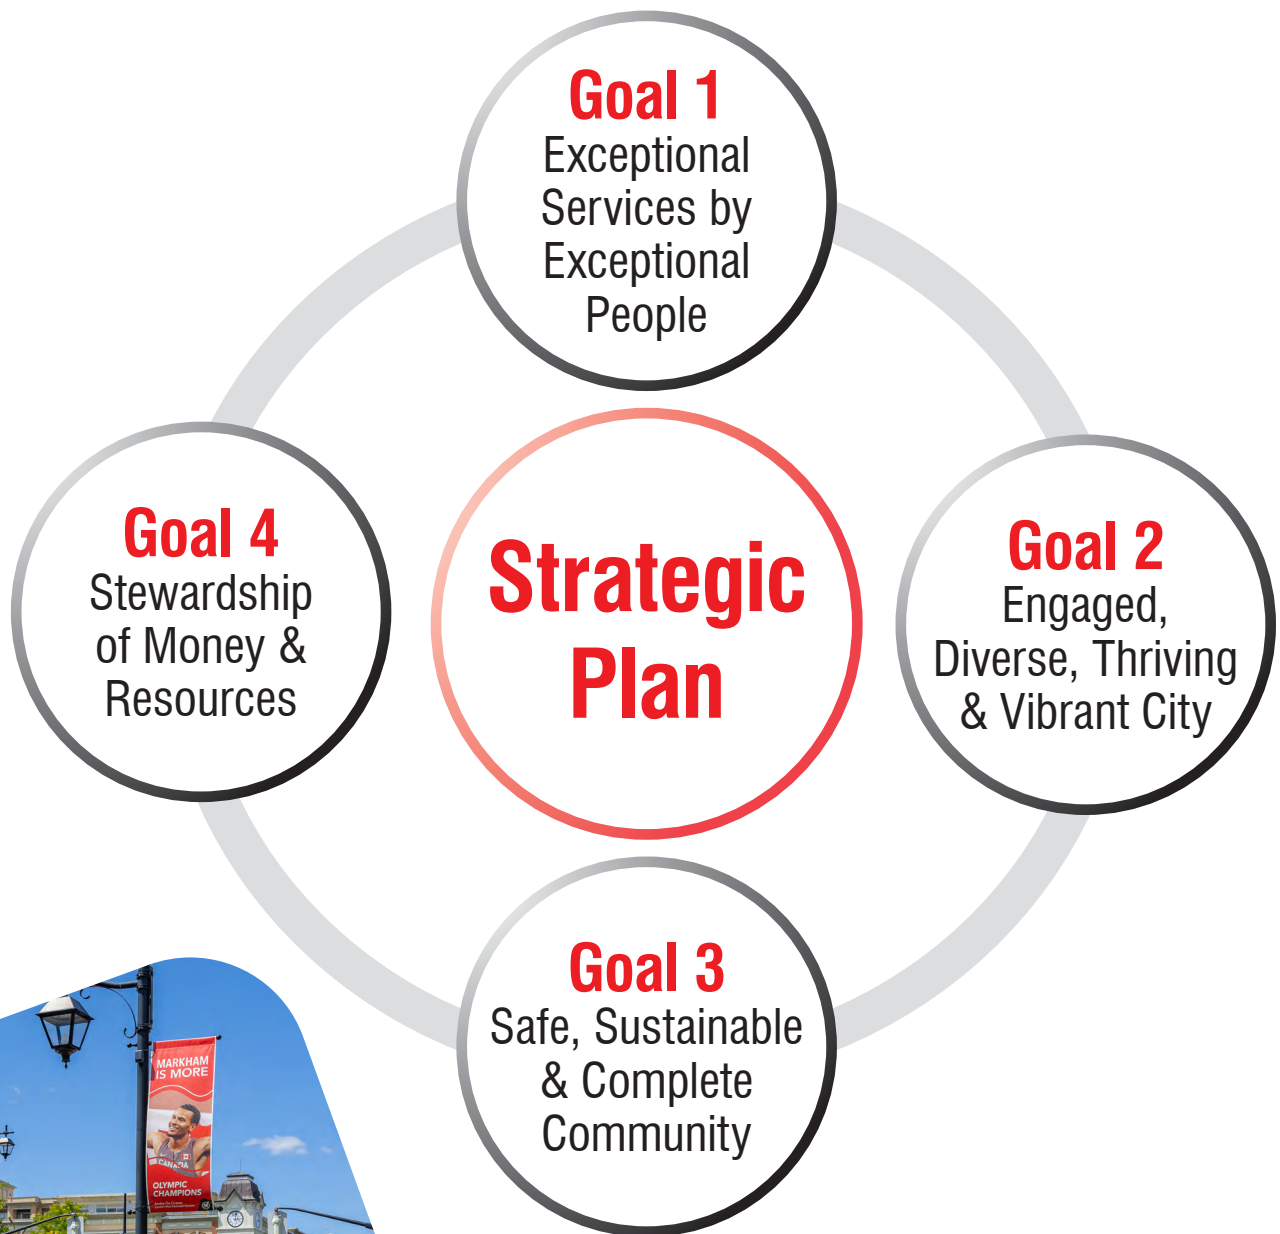 Goal 1
Exceptional
Services by
Exceptional
People
Goal 4
Stewardship
of Money &
Resources
Strategic
Plan
Goal 2
Engaged,
Diverse, Thriving
& Vibrant City
Goal 3
Safe, Sustainable
& Complete
Community
MARKHAM
IS MORE
CANADA
OLYMPIC
CHAMPIONS